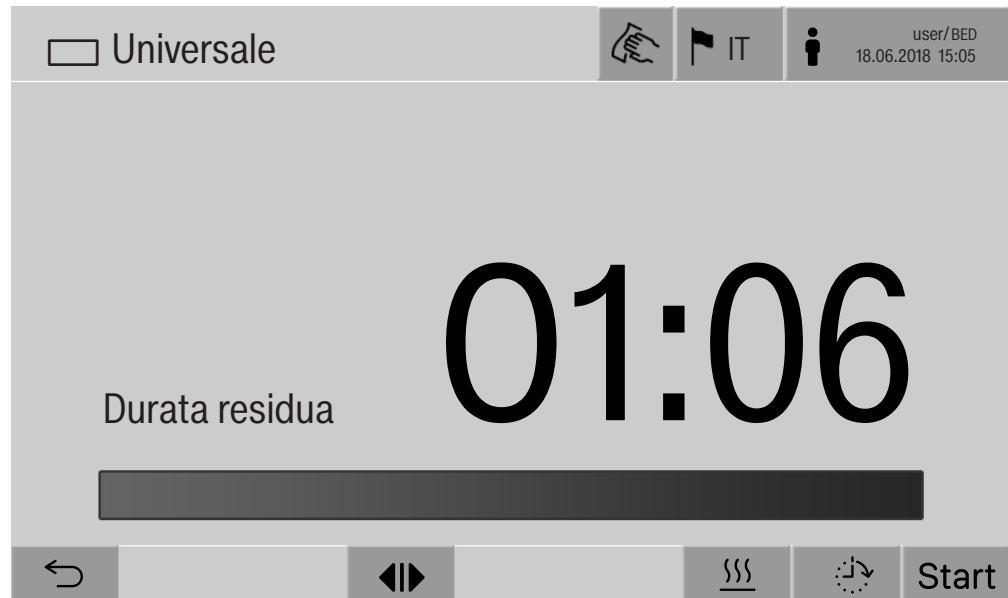 Universale
IT
user/BED
18.06.2018 15:05
01:06
Durata residua
Start